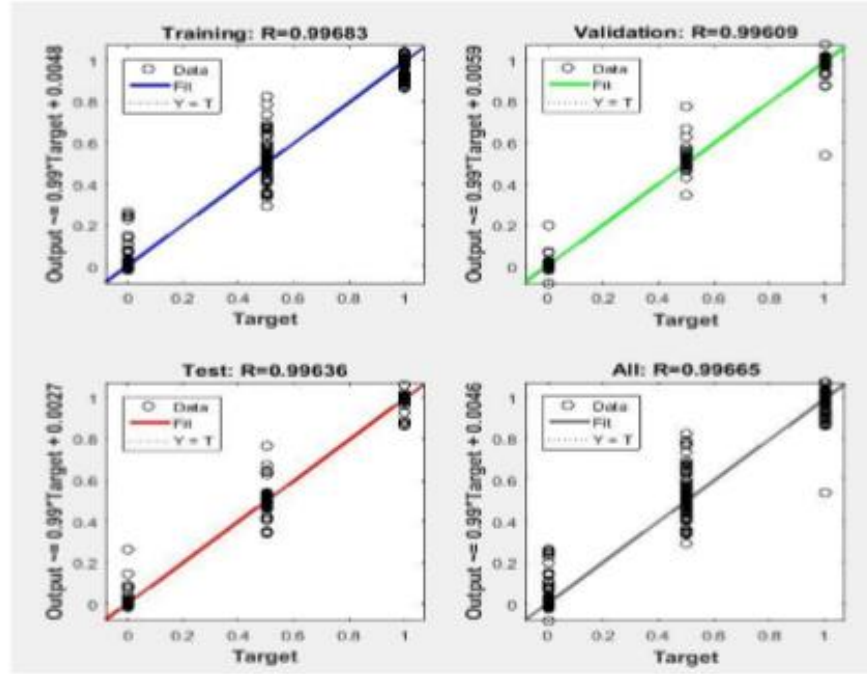 Training: R=0.99683
Output ~= 0.99*Target + 0.0048
1
0.8
0.6
0.4
0.2
0
Data
Fit
Y = T
0 0.2 0.4 0.6 0.8 1
Target
Validation: R=0.99609
Output ~= 0.99*Target + 0.0059
1
0.8
0.6
0.4
0.2
0
Data
Fit
Y = T
0 0.2 0.4 0.6 0.8 1
Target
Test: R=0.99636
Output ~= 0.99*Target + 0.0027
1
0.8
0.6
0.4
0.2
0
Data
Fit
Y = T
0 0.2 0.4 0.6 0.8 1
Target
All: R=0.99665
Output ~= 0.99*Target + 0.0046
1
0.8
0.6
0.4
0.2
0
Data
Fit
Y = T
0 0.2 0.4 0.6 0.8 1
Target